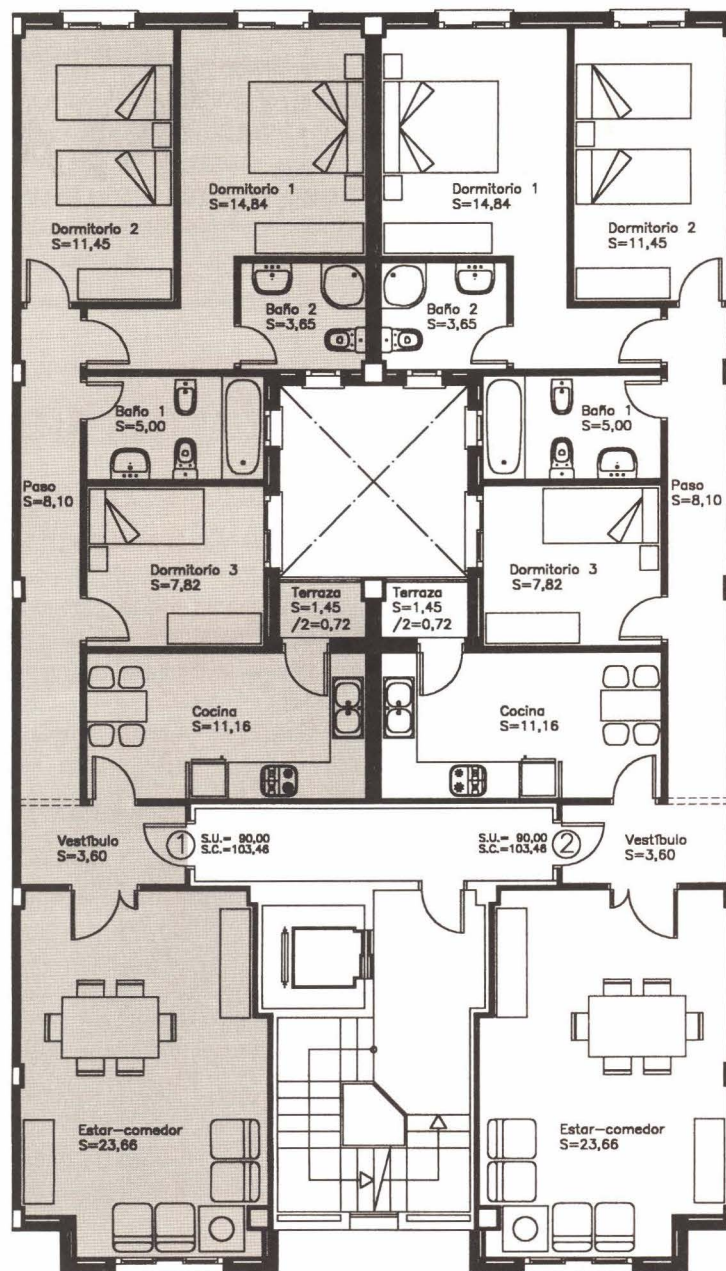 Dormitorio 1
S=14,84
Dormitorio 1
S=14,84
Dormitorio 2
S=11,45
Dormitorio 2
S=11,45
Baño 2
S=3,65
Baño 2
S=3,65
Baño 1
S=5,00
Baño 1
S=5,00
Paso
S=8,10
Paso
S=8,10
Dormitorio 3
S=7,82
Dormitorio 3
S=7,82
Terraza
S=1,45
/2=0,72
Terraza
S=1,45
/2=0,72
Cocina
S=11,16
Cocina
S=11,16
Vestíbulo
S=3,60
1
S.U.= 90,00
S.C.=103,46
S.U.= 90,00
S.C.=103,46
2
Vestíbulo
S=3,60
Estar-comedor
S=23,66
Estar-comedor
S=23,66